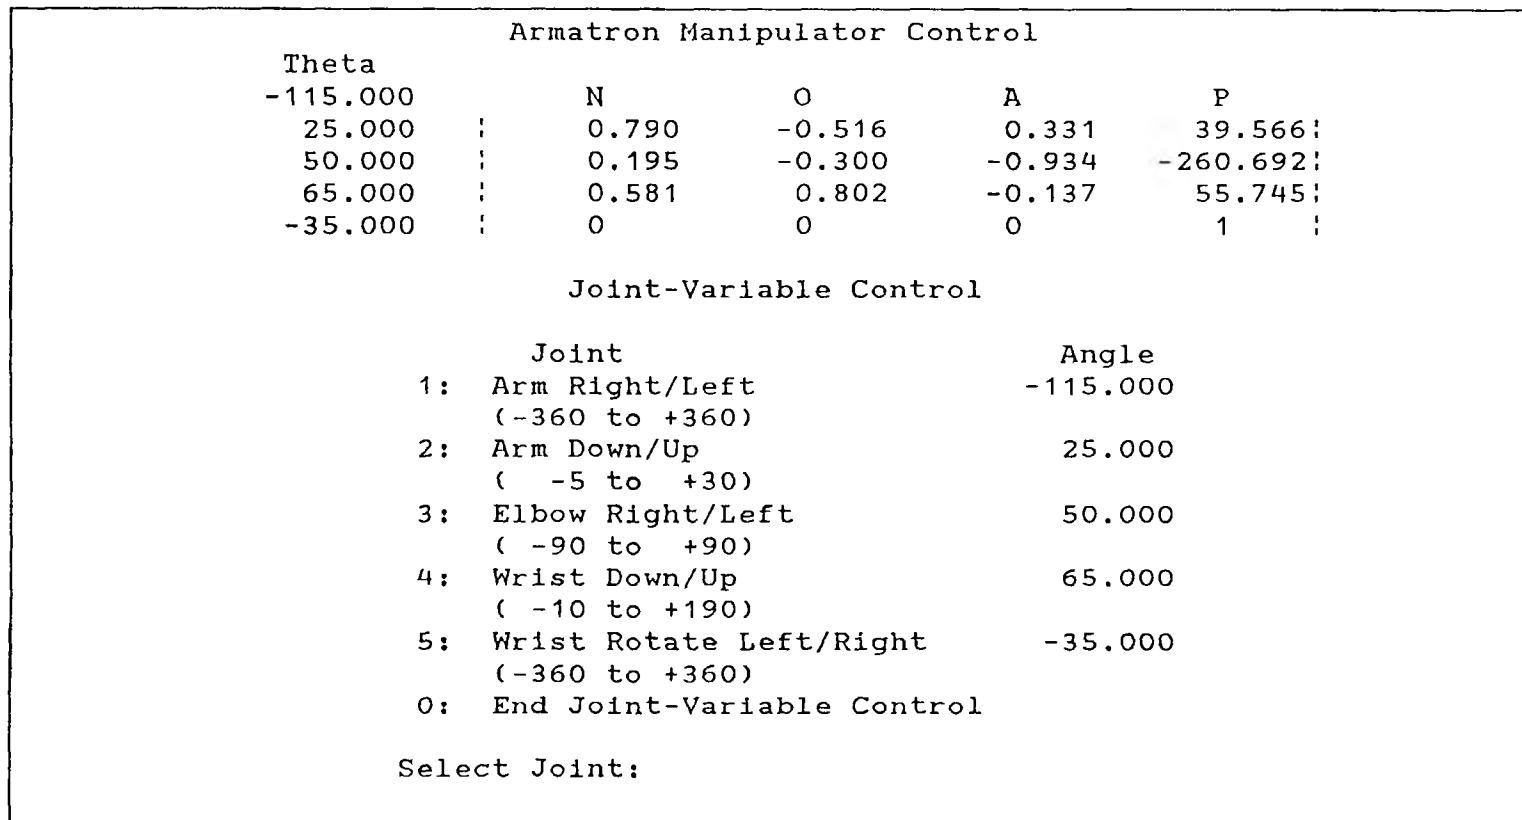 Armatron Manipulator Control
Theta
-115.000 N O A P
25.000 ¦ 0.790 -0.516 0.331 39.566¦
50.000 ¦ 0.195 -0.300 -0.934 -260.692¦
65.000 ¦ 0.581 0.802 -0.137 55.745¦
-35.000 ¦ 0 0 0 1 ¦
Joint-Variable Control
Joint Angle
1: Arm Right/Left -115.000
(-360 to +360)
2: Arm Down/Up 25.000
( -5 to +30)
3: Elbow Right/Left 50.000
( -90 to +90)
4: Wrist Down/Up 65.000
( -10 to +190)
5: Wrist Rotate Left/Right -35.000
(-360 to +360)
0: End Joint-Variable Control
Select Joint: